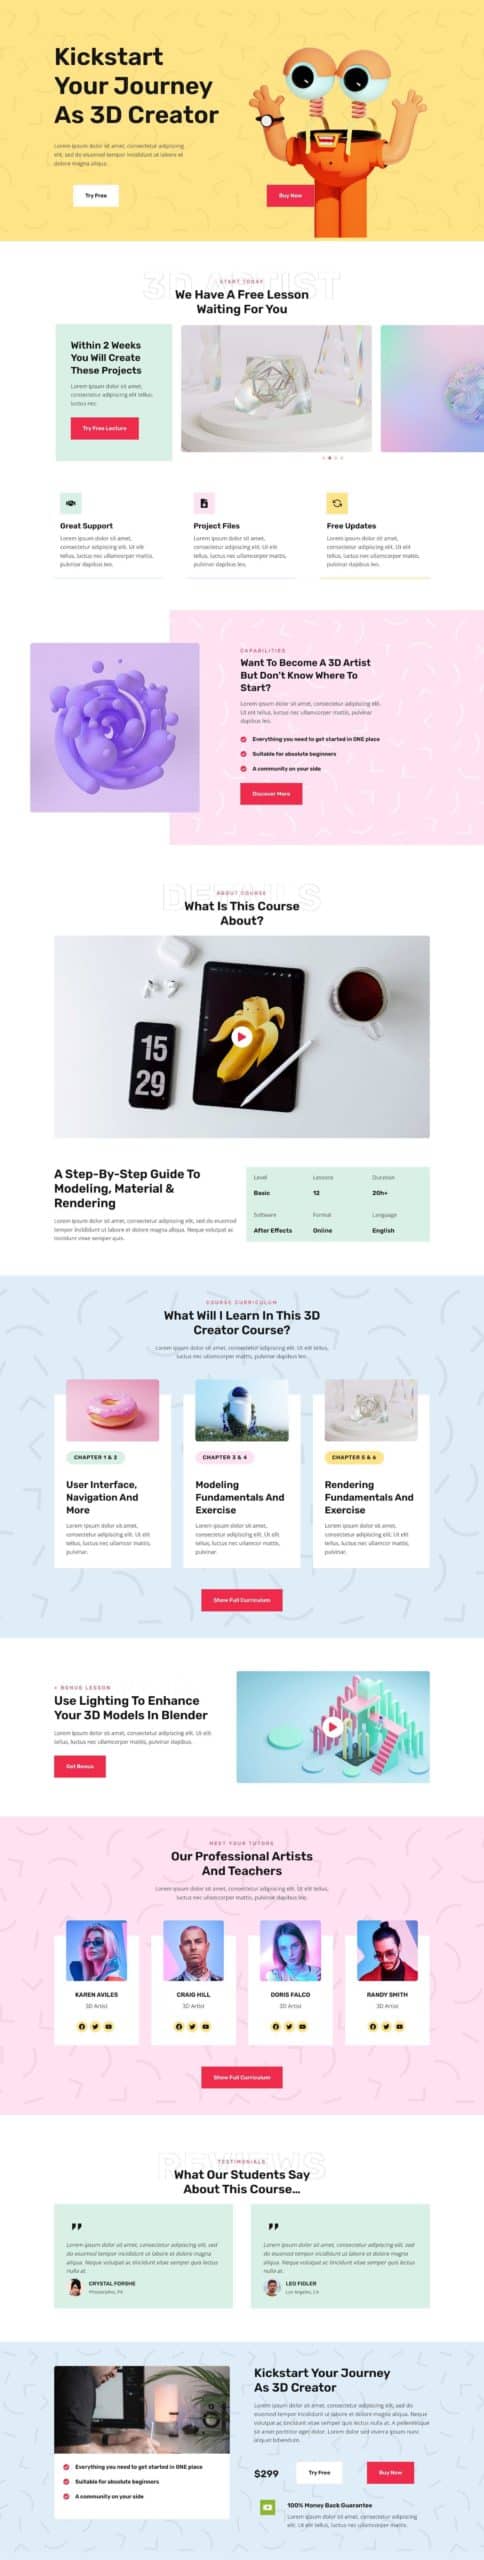 Kickstart
Your Journey
As 3D Creator
Lorem ipsum dolor sit amet, consectetur adipiscing
elit, sed do eiusmod tempor incididunt ut labore et
dolore magna aliqua.
Try Free
Buy Now
3D ARTIST
START TODAY
We Have A Free Lesson
Waiting For You
Within 2 Weeks
You Will Create
These Projects
Lorem ipsum dolor sit amet,
consectetur adipiscing elit tellus,
luctus nec.
Try Free Lecture
Great Support
Lorem ipsum dolor sit amet,
consectetur adipiscing elit. Ut elit
tellus, luctus nec ullamcorper mattis,
pulvinar dapibus leo.
Project Files
Lorem ipsum dolor sit amet,
consectetur adipiscing elit. Ut elit
tellus, luctus nec ullamcorper mattis,
pulvinar dapibus leo.
Free Updates
Lorem ipsum dolor sit amet,
consectetur adipiscing elit. Ut elit
tellus, luctus nec ullamcorper mattis,
pulvinar dapibus leo.
CAPABILITIES
Want To Become A 3D Artist
But Don't Know Where To
Start?
Lorem ipsum dolor sit amet, consectetur adipiscing elit.
Ut elit tellus, luctus nec ullamcorper mattis, pulvinar
dapibus leo.
Everything you need to get started in ONE place
Suitable for absolute beginners
A community on your side
Discover More
DETAILS
ABOUT COURSE
What Is This Course
About?
15
29
A Step-By-Step Guide To
Modeling, Material &
Rendering
Lorem ipsum dolor sit amet, consectetur adipiscing elit, sed do eiusmod
tempor incididunt ut labore et dolore magna aliqua. Neque volutpat ac
tincidunt vitae semper quis.
Level
Lessons
Duration
Basic
12
20h+
Software
Format
Language
After Effects
Online
English
COURSE CURRICULUM
What Will I Learn In This 3D
Creator Course?
Lorem ipsum dolor sit amet, consectetur adipiscing elit. Ut elit tellus,
luctus nec ullamcorper mattis, pulvinar dapibus leo.
CHAPTER 1 & 2
User Interface,
Navigation And
More
Lorem ipsum dolor sit amet,
consectetur adipiscing elit. Ut elit
tellus, luctus nec ullamcor mattis,
pulvinar.
CHAPTER 3 & 4
Modeling
Fundamentals And
Exercise
Lorem ipsum dolor sit amet,
consectetur adipiscing elit. Ut elit
tellus, luctus nec ullamcor mattis,
pulvinar.
CHAPTER 5 & 6
Rendering
Fundamentals And
Exercise
Lorem ipsum dolor sit amet,
consectetur adipiscing elit. Ut elit
tellus, luctus nec ullamcor mattis,
pulvinar.
Show Full Curriculum
+ BONUS LESSON
Use Lighting To Enhance
Your 3D Models In Blender
Lorem ipsum dolor sit amet, consectetur adipiscing elit. Ut elit
tellus, luctus nec ullamcorper mattis, pulvinar dapibus.
Get Bonus
MEET YOUR TUTORS
Our Professional Artists
And Teachers
Lorem ipsum dolor sit amet, consectetur adipiscing elit. Ut elit tellus,
luctus nec ullamcorper mattis, pulvinar dapibus leo.
KAREN AVILES
3D Artist
CRAIG HILL
3D Artist
DORIS FALCO
3D Artist
RANDY SMITH
3D Artist
Show Full Curriculum
REVIEWS
TESTIMONIALS
What Our Students Say
About This Course...
Lorem ipsum dolor sit amet, consectetur adipiscing elit, sed
do eiusmod tempor incididunt ut labore et dolore magna
aliqua. Neque volutpat ac tincidunt vitae semper quis lectus
nulla at.
CRYSTAL FORSHE
Philadelphia, PA
Lorem ipsum dolor sit amet, consectetur adipiscing elit, sed
do eiusmod tempor incididunt ut labore et dolore magna
aliqua. Neque volutpat ac tincidunt vitae semper quis lectus
nulla at.
LEO FIDLER
Los Angeles, CA
Everything you need to get started in ONE place
Suitable for absolute beginners
A community on your side
Kickstart Your Journey
As 3D Creator
Lorem ipsum dolor sit amet, consectetur adipiscing elit, sed do
eiusmod tempor incididunt ut labore et dolore magna aliqua. Neque
volutpat ac tincidunt vitae semper quis lectus nulla at. A pellentesque
sit amet porttitor eget dolor. Lorem dolor sed viverra ipsum nunc
aliquet bibendum.
$299
Try Free
Buy Now
100% Money Back Guarantee
Lorem ipsum dolor sit amet, consectetur adipiscing
elit. Ut elit tellus, luctus nec ullamcorper mattis.